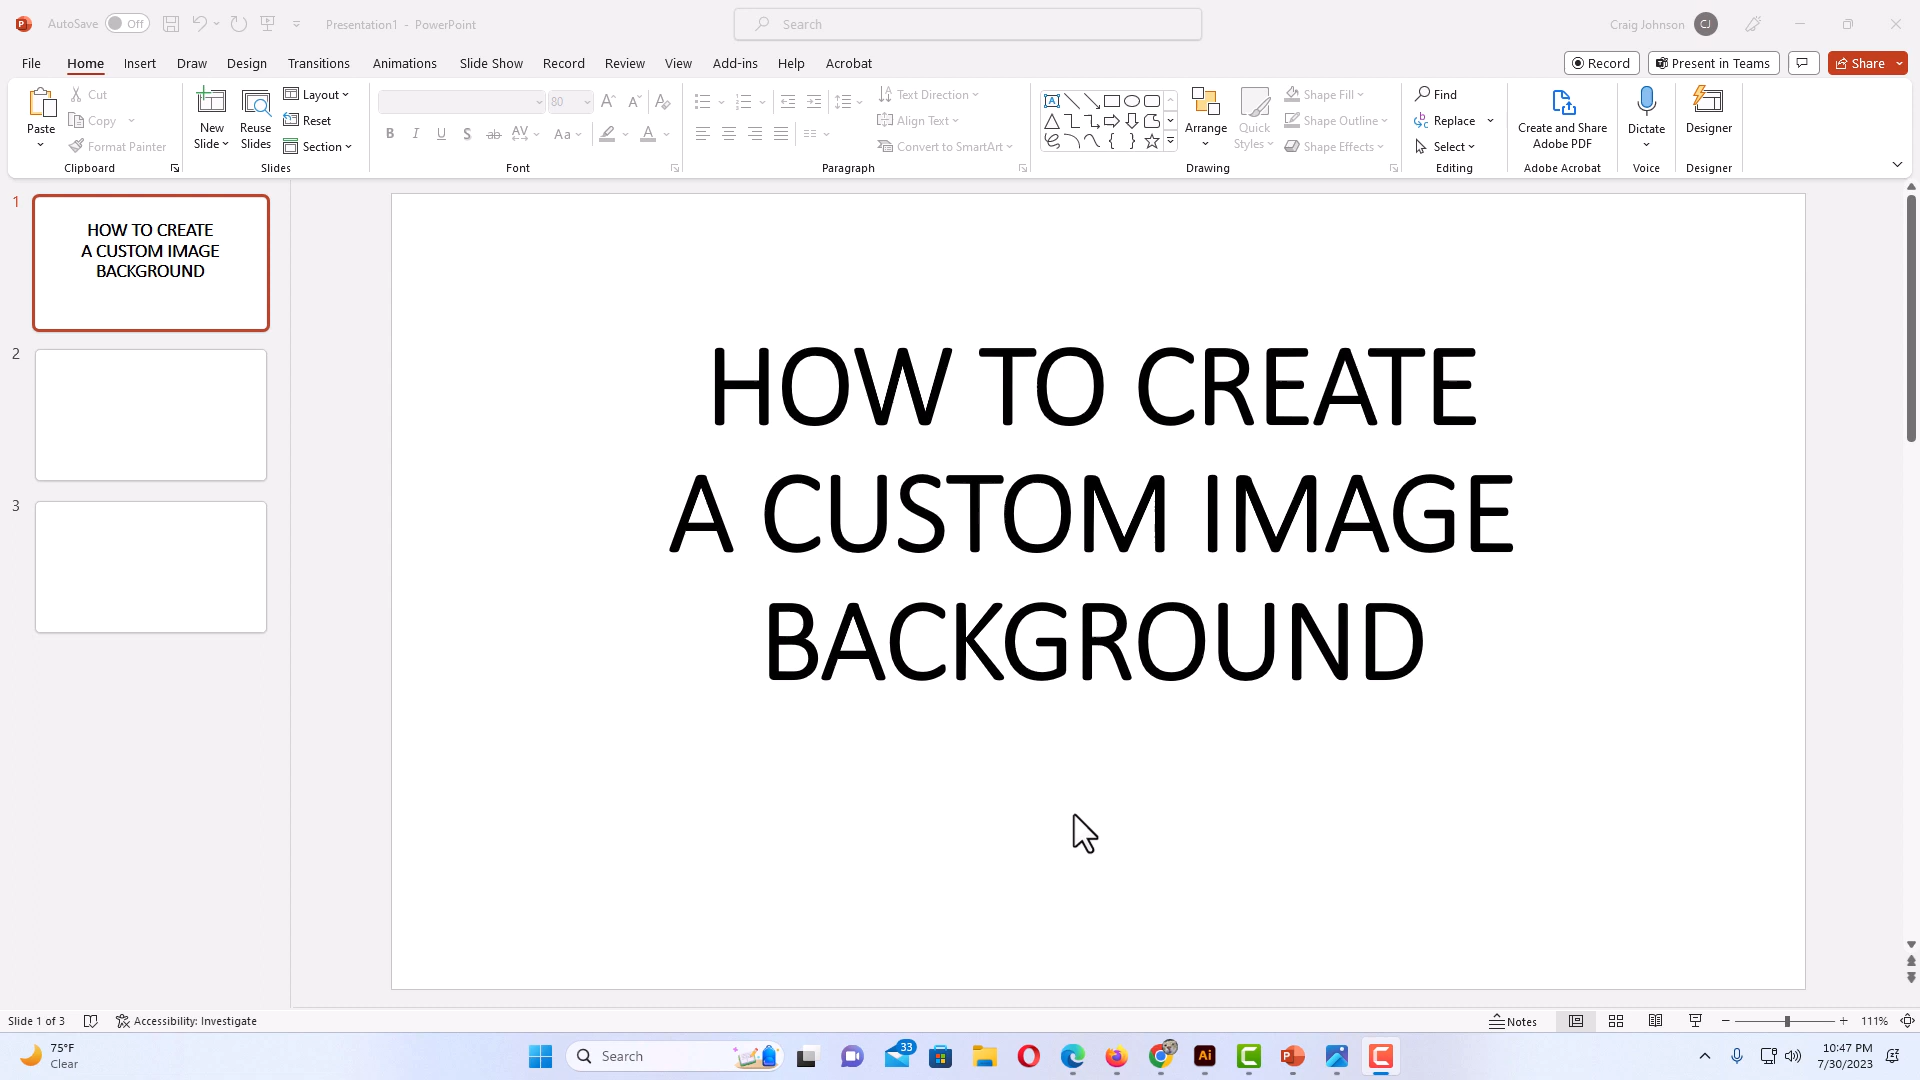 AutoSave Off Presentation1 - PowerPoint Search Craig Johnson CJ
File Home Insert Draw Design Transitions Animations Slide Show Record Review View Add-ins Help Acrobat Record Present in Teams Share
Paste
Cut
Copy
Format Painter
Clipboard
New
Slide
Reuse
Slides
Layout
Reset
Section
Slides
80
B I U S ab AV Aa A
Font
Paragraph
Text Direction
Align Text
Convert to SmartArt
Arrange
Quick
Styles
Shape Fill
Shape Outline
Shape Effects
Drawing
Find
Replace
Select
Editing
Create and Share
Adobe PDF
Adobe Acrobat
Dictate
Voice
Designer
Designer
1
HOW TO CREATE
A CUSTOM IMAGE
BACKGROUND
2
3
HOW TO CREATE
A CUSTOM IMAGE
BACKGROUND
Slide 1 of 3 Accessibility: Investigate Notes 111%
75°F
Clear
Search
33
Ai
10:47 PM
7/30/2023